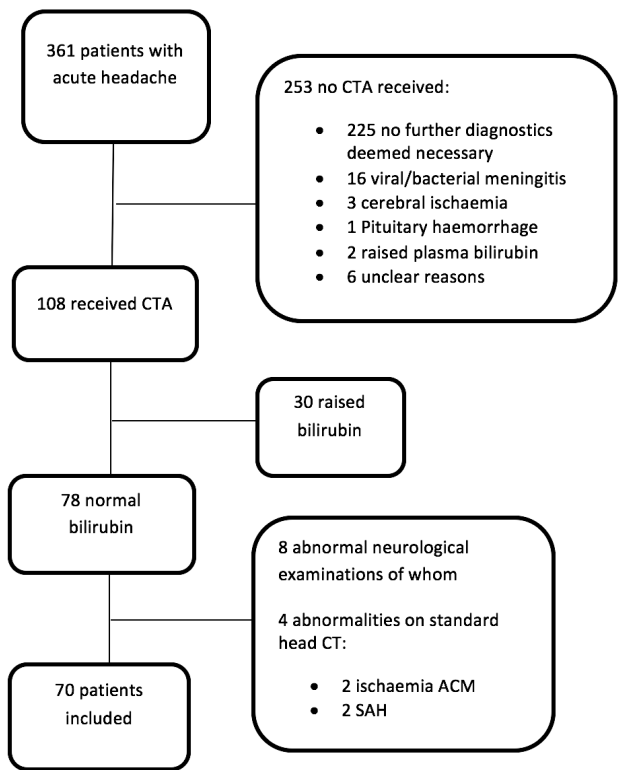 361 patients with
acute headache
253 no CTA received:
• 225 no further diagnostics
deemed necessary
• 16 viral/bacterial meningitis
• 3 cerebral ischaemia
• 1 Pituitary haemorrhage
• 2 raised plasma bilirubin
• 6 unclear reasons
108 received CTA
30 raised
bilirubin
78 normal
bilirubin
8 abnormal neurological
examinations of whom
4 abnormalities on standard
head CT:
• 2 ischaemia ACM
• 2 SAH
70 patients
included